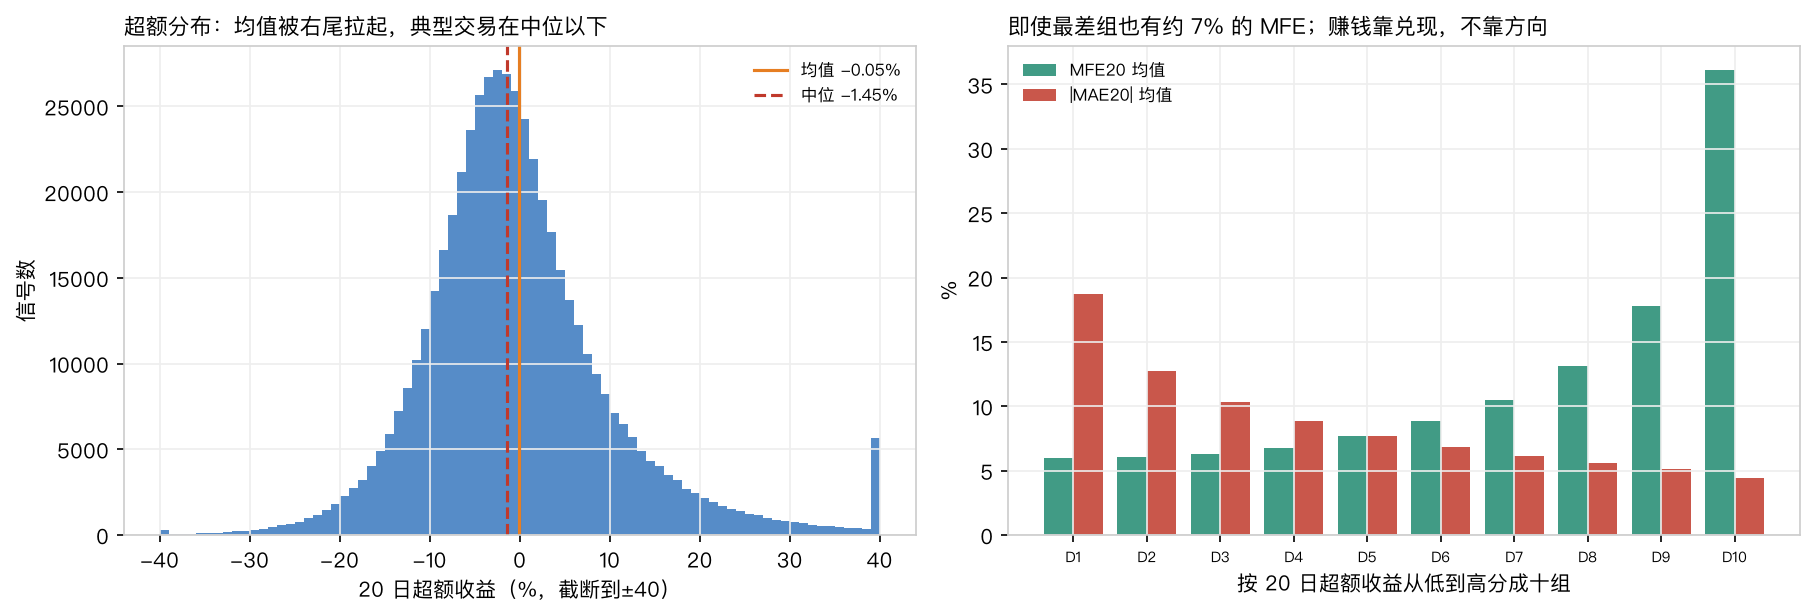 超额分布：均值被右尾拉起，典型交易在中位以下
均值 −0.05%
中位 −1.45%
信号数
25000
20000
15000
10000
5000
0
−40 −30 −20 −10 0 10 20 30 40
20 日超额收益（%，截断到±40）
即使最差组也有约 7% 的 MFE；赚钱靠兑现，不靠方向
MFE20 均值
|MAE20| 均值
%
35
30
25
20
15
10
5
0
D1 D2 D3 D4 D5 D6 D7 D8 D9 D10
按 20 日超额收益从低到高分成十组